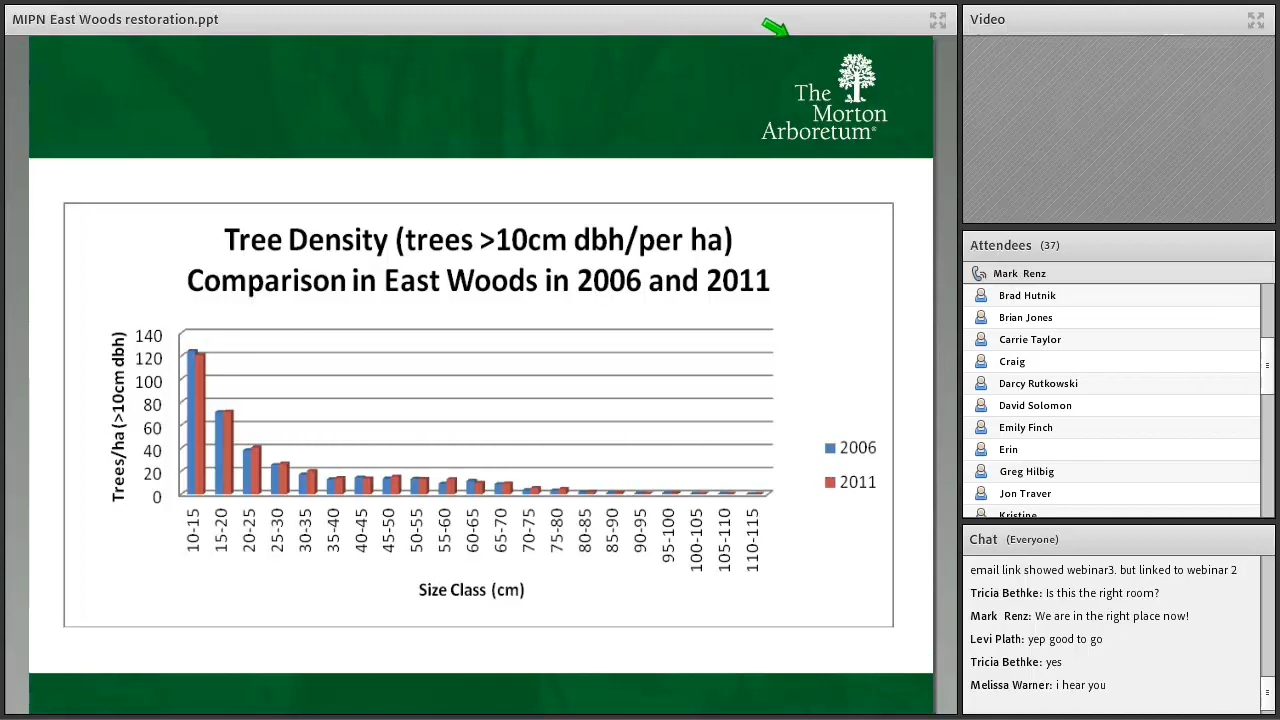 MIPN East Woods restoration.ppt
The
Morton
Arboretum®
Tree Density (trees >10cm dbh/per ha)
Comparison in East Woods in 2006 and 2011
Trees/ha (>10cm dbh)
140
120
100
80
60
40
20
0
10-15
15-20
20-25
25-30
30-35
35-40
40-45
45-50
50-55
55-60
60-65
65-70
70-75
75-80
80-85
85-90
90-95
95-100
100-105
105-110
110-115
Size Class (cm)
2006
2011
Video
Attendees (37)
Mark Renz
Brad Hutnik
Brian Jones
Carrie Taylor
Craig
Darcy Rutkowski
David Solomon
Emily Finch
Erin
Greg Hilbig
Jon Traver
Kristine
Chat (Everyone)
email link showed webinar3. but linked to webinar 2
Tricia Bethke: Is this the right room?
Mark Renz: We are in the right place now!
Levi Plath: yep good to go
Tricia Bethke: yes
Melissa Warner: i hear you